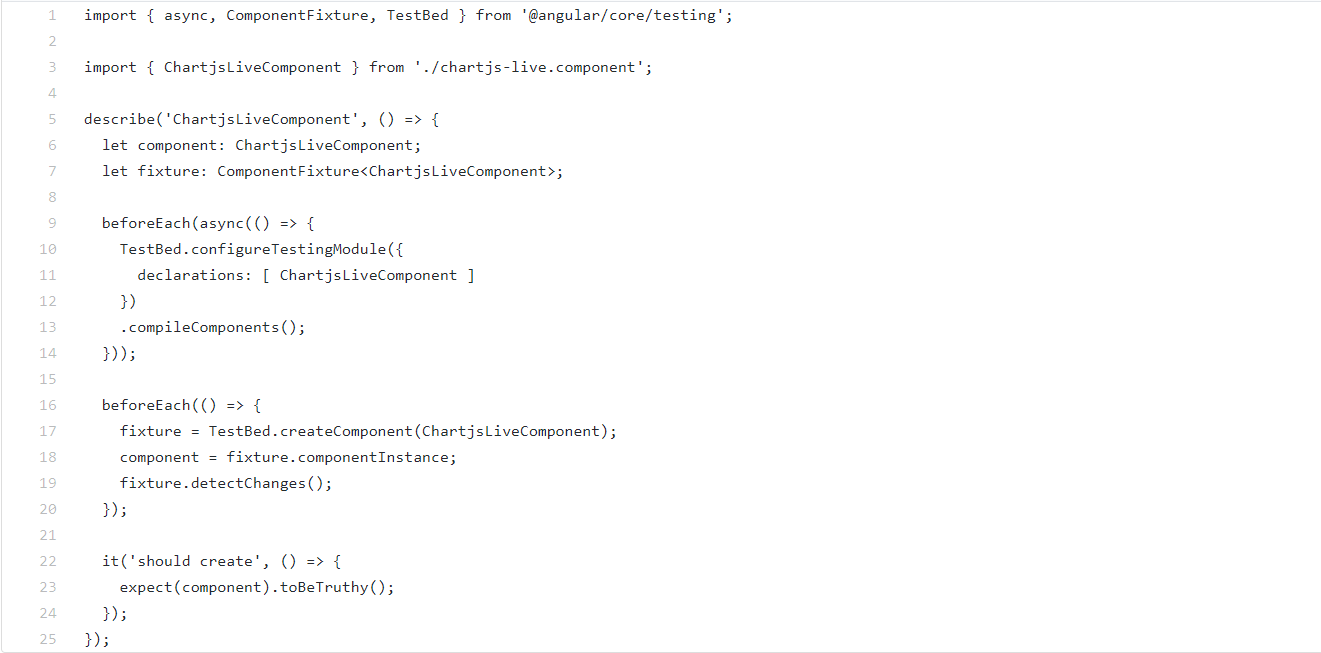 1 import { async, ComponentFixture, TestBed } from '@angular/core/testing';
2
3 import { ChartjsLiveComponent } from './chartjs-live.component';
4
5 describe('ChartjsLiveComponent', () => {
6   let component: ChartjsLiveComponent;
7   let fixture: ComponentFixture<ChartjsLiveComponent>;
8
9   beforeEach(async(() => {
10     TestBed.configureTestingModule({
11       declarations: [ ChartjsLiveComponent ]
12     })
13     .compileComponents();
14   }));
15
16   beforeEach(() => {
17     fixture = TestBed.createComponent(ChartjsLiveComponent);
18     component = fixture.componentInstance;
19     fixture.detectChanges();
20   });
21
22   it('should create', () => {
23     expect(component).toBeTruthy();
24   });
25 });